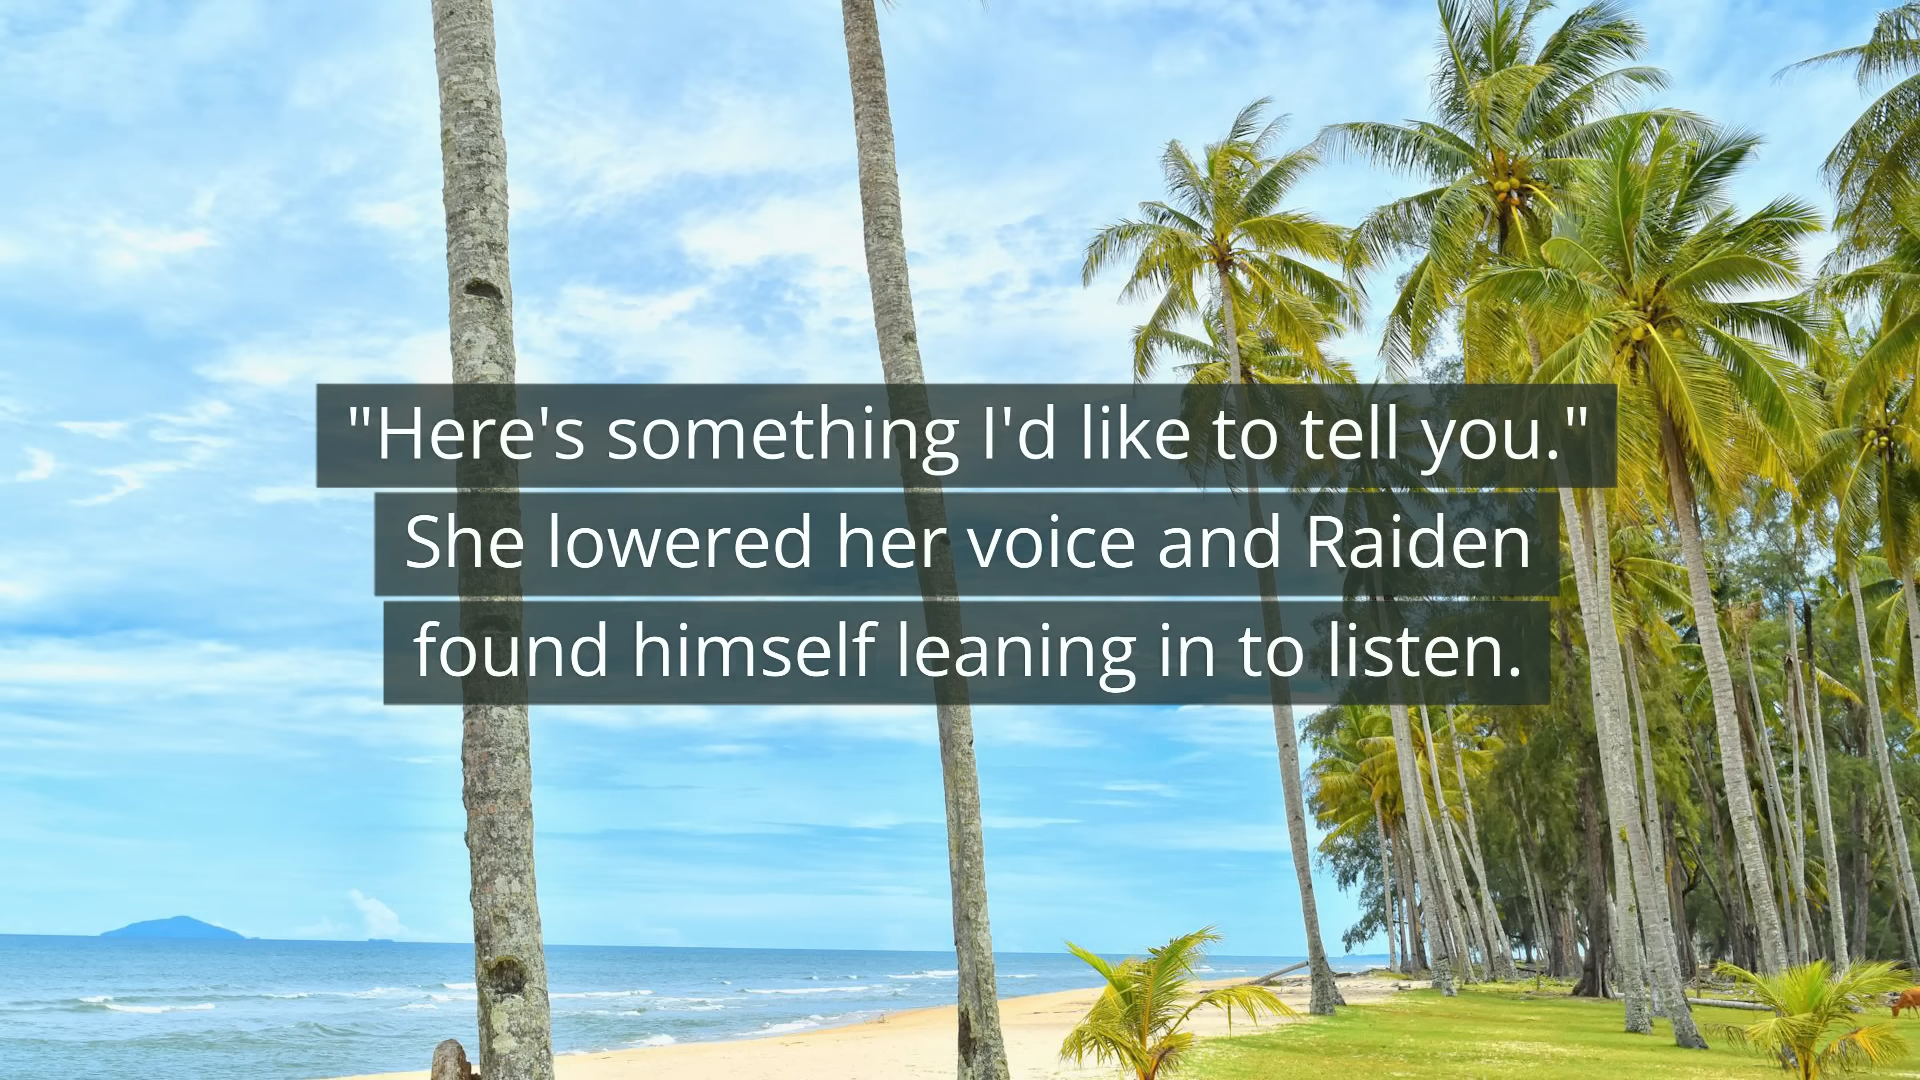 "Here's something I'd like to tell you."
She lowered her voice and Raiden
found himself leaning in to listen.